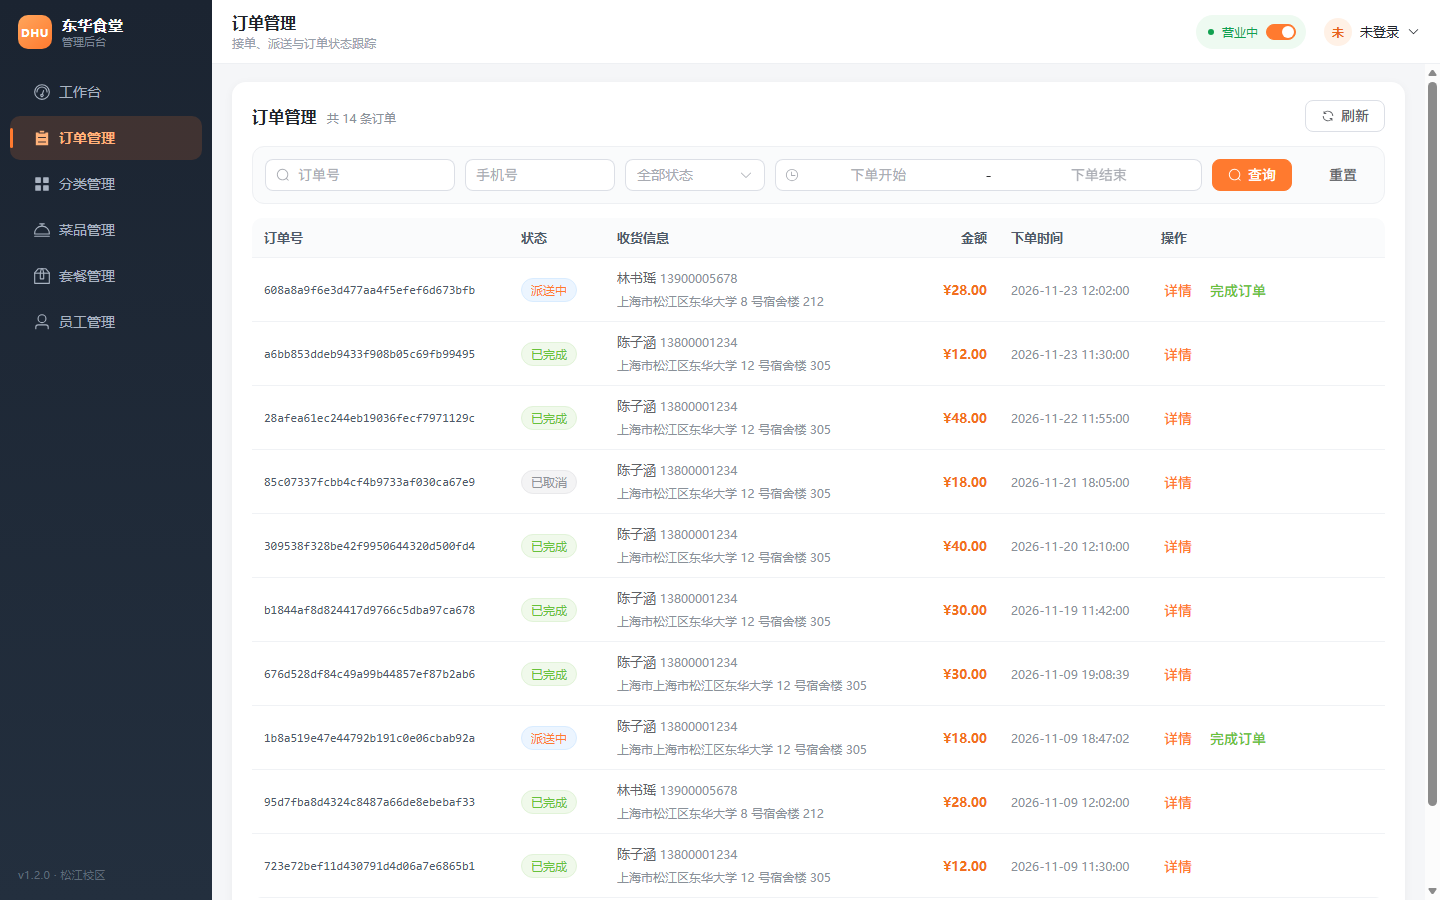 DHU
东华食堂
管理后台
工作台
订单管理
分类管理
菜品管理
套餐管理
员工管理
v1.2.0 · 松江校区
订单管理
接单、派送与订单状态跟踪
营业中
未 未登录
订单管理 共 14 条订单
刷新
订单号 手机号 全部状态 下单开始 - 下单结束 查询 重置
订单号 状态 收货信息 金额 下单时间 操作
608a8a9f6e3d477aa4f5efef6d673bfb 派送中 林书瑶 13900005678 ¥28.00 2026-11-23 12:02:00 详情 完成订单
上海市松江区东华大学 8 号宿舍楼 212
a6bb853ddeb9433f908b05c69fb99495 已完成 陈子涵 13800001234 ¥12.00 2026-11-23 11:30:00 详情
上海市松江区东华大学 12 号宿舍楼 305
28afea61ec244eb19036fecf7971129c 已完成 陈子涵 13800001234 ¥48.00 2026-11-22 11:55:00 详情
上海市松江区东华大学 12 号宿舍楼 305
85c07337fcbb4cf4b9733af030ca67e9 已取消 陈子涵 13800001234 ¥18.00 2026-11-21 18:05:00 详情
上海市松江区东华大学 12 号宿舍楼 305
309538f328be42f9950644320d500fd4 已完成 陈子涵 13800001234 ¥40.00 2026-11-20 12:10:00 详情
上海市松江区东华大学 12 号宿舍楼 305
b1844af8d824417d9766c5dba97ca678 已完成 陈子涵 13800001234 ¥30.00 2026-11-19 11:42:00 详情
上海市松江区东华大学 12 号宿舍楼 305
676d528df84c49a99b44857ef87b2ab6 已完成 陈子涵 13800001234 ¥30.00 2026-11-09 19:08:39 详情
上海市上海市松江区东华大学 12 号宿舍楼 305
1b8a519e47e44792b191c0e06cbab92a 派送中 陈子涵 13800001234 ¥18.00 2026-11-09 18:47:02 详情 完成订单
上海市上海市松江区东华大学 12 号宿舍楼 305
95d7fba8d4324c8487a66de8ebebaf33 已完成 林书瑶 13900005678 ¥28.00 2026-11-09 12:02:00 详情
上海市松江区东华大学 8 号宿舍楼 212
723e72bef11d430791d4d06a7e6865b1 已完成 陈子涵 13800001234 ¥12.00 2026-11-09 11:30:00 详情
上海市松江区东华大学 12 号宿舍楼 305